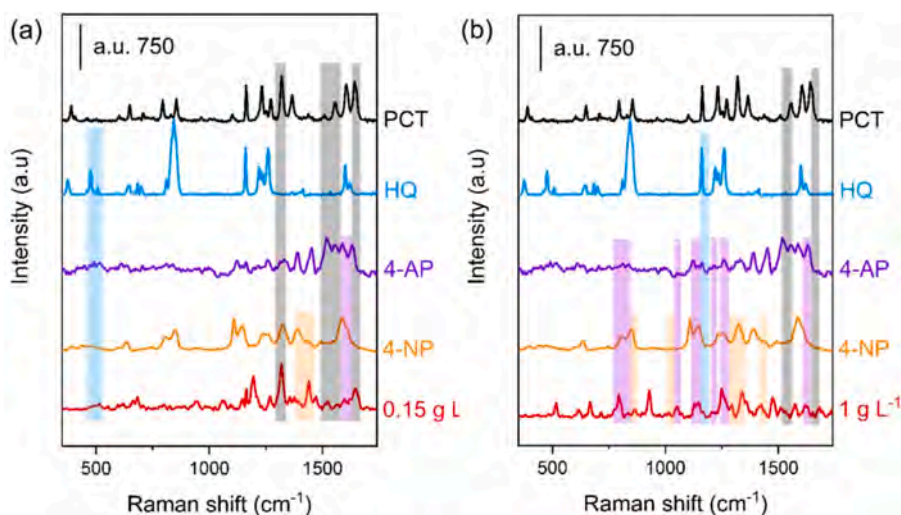 (a)
a.u. 750
PCT
HQ
4-AP
4-NP
0.15 g L
Intensity (a.u)
500 1000 1500
Raman shift (cm⁻¹)
(b)
a.u. 750
PCT
HQ
4-AP
4-NP
1 g L⁻¹
Intensity (a.u)
500 1000 1500
Raman shift (cm⁻¹)